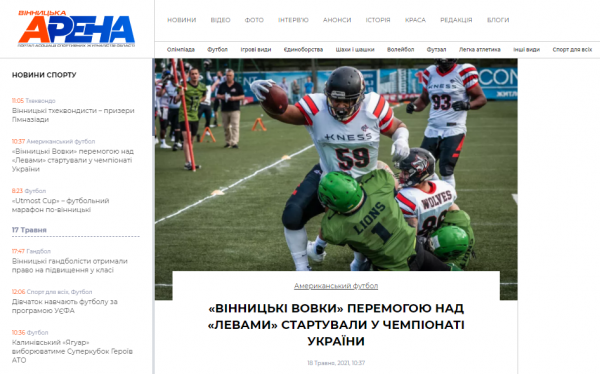 ВІННИЦЬКА
АРЕНА
НОВИНИ ВІДЕО ФОТО ІНТЕРВ'Ю АНОНСИ ІСТОРІЯ КРАСА РЕДАКЦІЯ БЛОГИ
Олімпіада Футбол Ігрові види Єдиноборства Шахи і шашки Волейбол Футзал Легка атлетика Інші види Спорт для всіх
НОВИНИ СПОРТУ
11:05 Тхеквондо
Вінницькі тхеквондисти – призери
Гімназіади
10:37 Американський футбол
«Вінницькі Вовки» перемогою над
«Левами» стартували у чемпіонаті
України
8:23 Футбол
«Utmost Cup» – футбольний
марафон по-вінницькі
17 Травня
17:47 Гандбол
Вінницькі гандболісти отримали
право на підвищення у класі
12:06 Спорт для всіх, Футбол
Дівчаток навчають футболу за
програмою УЄФА
10:36 Футбол
Калинівський «Ягуар»
виборюватиме Суперкубок Героїв
АТО
CO
93
KNESS
59
LIONS
1
WOLVES
Американський футбол
«ВІННИЦЬКІ ВОВКИ» ПЕРЕМОГОЮ НАД
«ЛЕВАМИ» СТАРТУВАЛИ У ЧЕМПІОНАТІ
УКРАЇНИ
18 Травня, 2021, 10:37